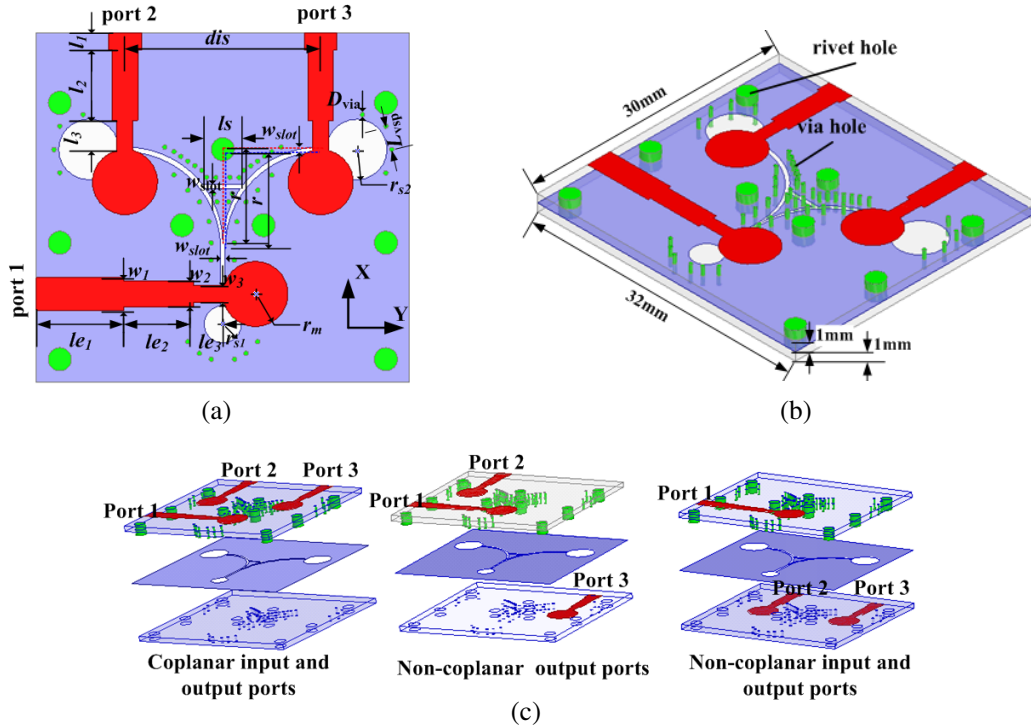 port 2
port 3
l1
dis
l2
l3
Dvia
ls
wslot
Lvsp
wslot
r
r
rs2
wslot
port 1
w1
w2
w3
X
Y
rm
le1
le2
le3
rs1
(a)
rivet hole
via hole
30mm
32mm
1mm
1mm
(b)
Port 2
Port 3
Port 1
Coplanar input and
output ports
Port 2
Port 1
Port 3
Non-coplanar output ports
Port 1
Port 2
Port 3
Non-coplanar input and
output ports
(c)